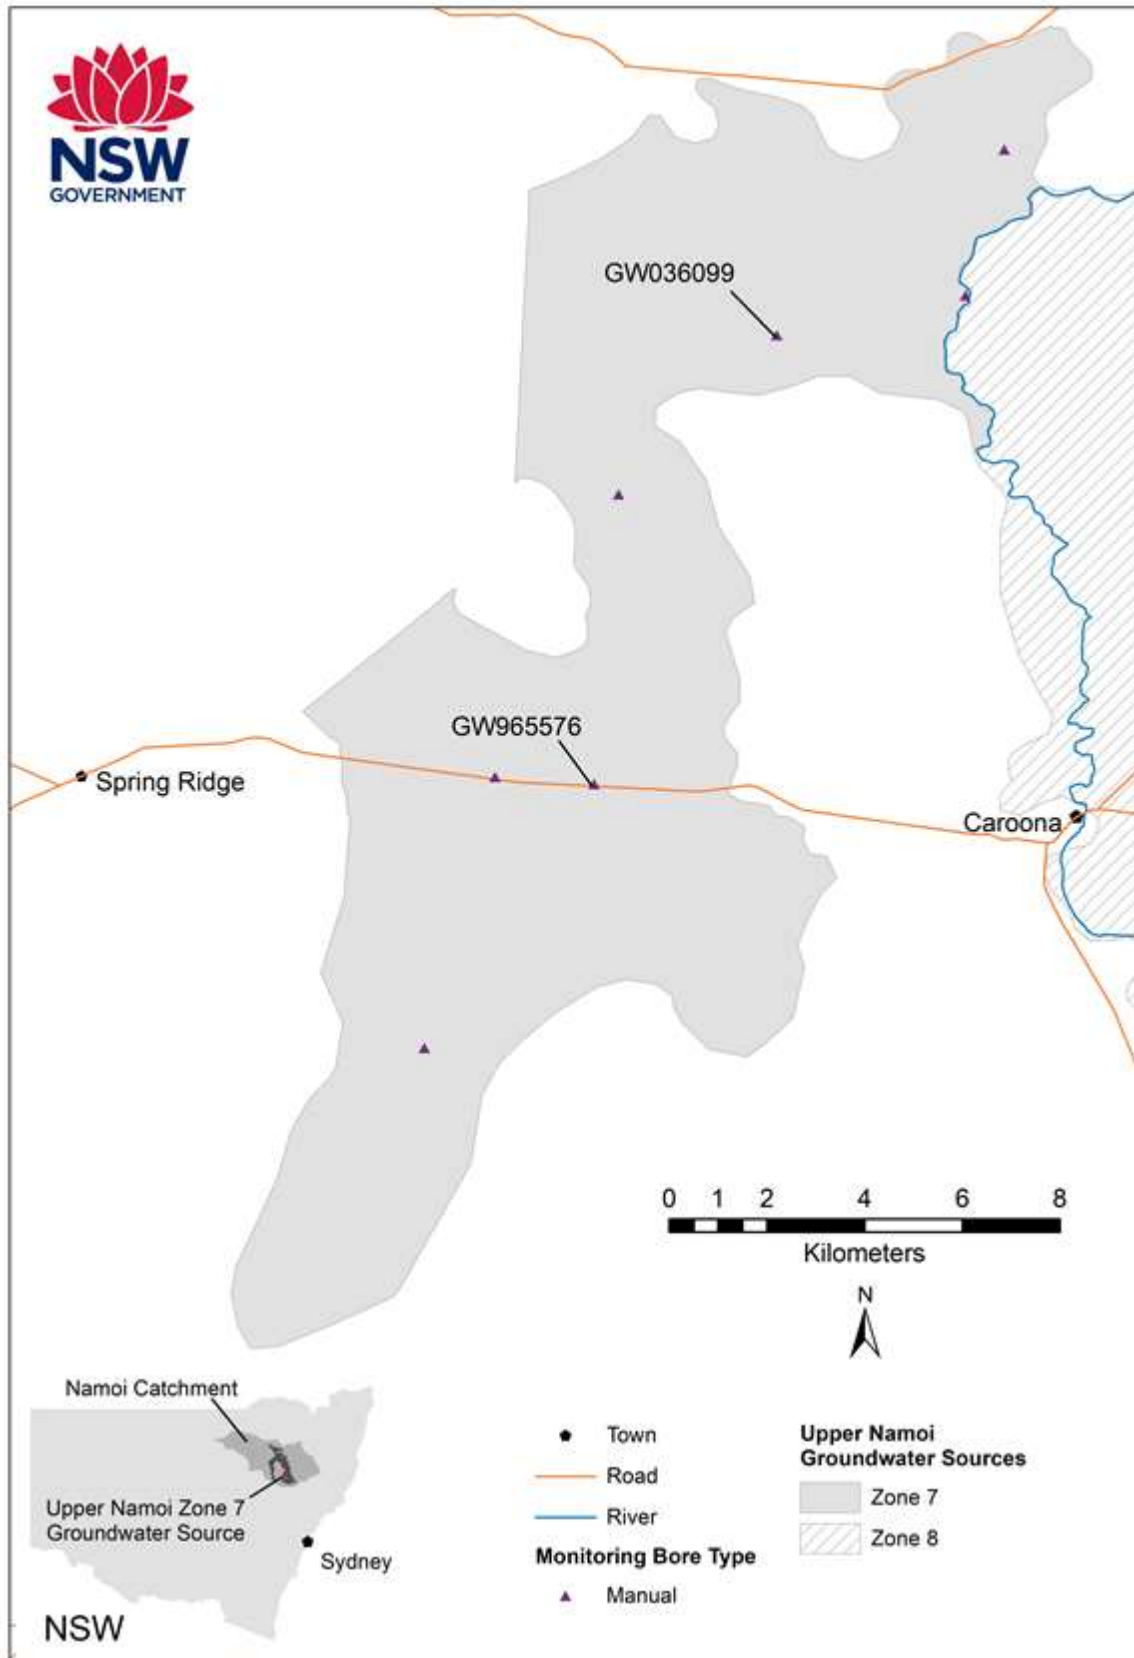 NSW
GOVERNMENT
GW036099
GW965576
Spring Ridge
Caroona
0 1 2 4 6 8
Kilometers
N
Namoi Catchment
Upper Namoi Zone 7
Groundwater Source
Sydney
NSW
Town
Road
River
Monitoring Bore Type
Manual
Upper Namoi
Groundwater Sources
Zone 7
Zone 8